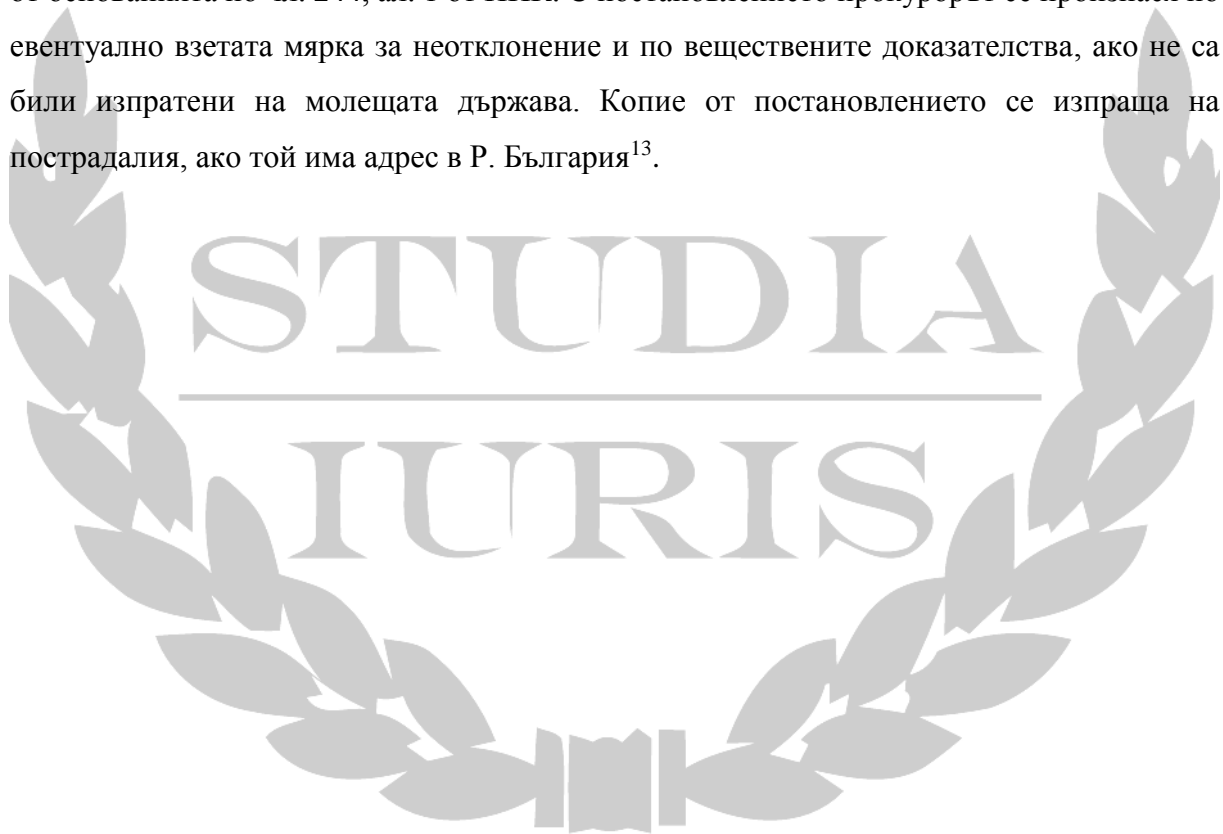 евентуално взетата мярка за неотклонение и по веществените доказателства, ако не са
били изпратени на молещата държава. Копие от постановлението се изпраща на
пострадалия, ако той има адрес в Р. България¹³.
STUDIA
IURIS